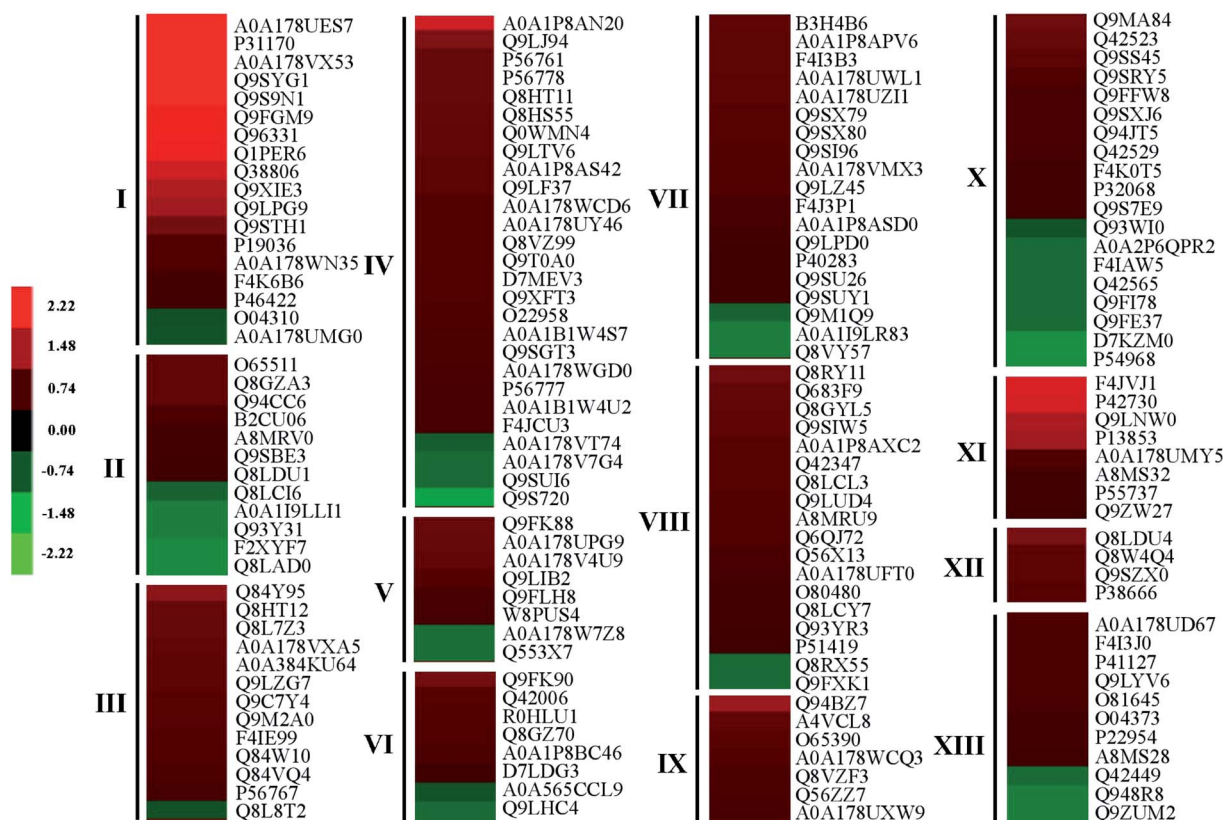 I
A0A178UES7
P31170
A0A178VX53
Q9SYG1
Q9S9N1
Q9FGM9
Q96331
Q1PER6
Q38806
Q9XIE3
Q9LPG9
Q9STH1
P19036
A0A178WN35
F4K6B6
P46422
O04310
A0A178UMG0
2.22
1.48
0.74
0.00
-0.74
-1.48
-2.22
II
O65511
Q8GZA3
Q94CC6
B2CU06
A8MRV0
Q9SBE3
Q8LDU1
Q8LCI6
A0A1I9LLI1
Q93Y31
F2XYF7
Q8LAD0
III
Q84Y95
Q8HT12
Q8L7Z3
A0A178VXA5
A0A384KU64
Q9LZG7
Q9C7Y4
Q9M2A0
F4IE99
Q84W10
Q84VQ4
P56767
Q8L8T2
IV
A0A1P8AN20
Q9LJ94
P56761
P56778
Q8HT11
Q8HS55
Q0WMN4
Q9LTV6
A0A1P8AS42
Q9LF37
A0A178WCD6
A0A178UY46
Q8VZ99
Q9T0A0
D7MEV3
Q9XFT3
O22958
A0A1B1W4S7
Q9SGT3
A0A178WGD0
P56777
A0A1B1W4U2
F4JCU3
A0A178VT74
A0A178V7G4
Q9SUI6
Q9S720
V
Q9FK88
A0A178UPG9
A0A178V4U9
Q9LIB2
Q9FLH8
W8PUS4
A0A178W7Z8
Q553X7
VI
Q9FK90
Q42006
R0HLU1
Q8GZ70
A0A1P8BC46
D7LDG3
A0A565CCL9
Q9LHC4
VII
B3H4B6
A0A1P8APV6
F4I3B3
A0A178UWL1
A0A178UZI1
Q9SX79
Q9SX80
Q9SI96
A0A178VMX3
Q9LZ45
F4J3P1
A0A1P8ASD0
Q9LPD0
P40283
Q9SU26
Q9SUY1
Q9M1Q9
A0A1I9LR83
Q8VY57
VIII
Q8RY11
Q683F9
Q8GYL5
Q9SIW5
A0A1P8AXC2
Q42347
Q8LCL3
Q9LUD4
A8MRU9
Q6QJ72
Q56X13
A0A178UFT0
O80480
Q8LCY7
Q93YR3
P51419
Q8RX55
Q9FXK1
IX
Q94BZ7
A4VCL8
O65390
A0A178WCQ3
Q8VZF3
Q56ZZ7
A0A178UXW9
X
Q9MA84
Q42523
Q9SS45
Q9SRY5
Q9FFW8
Q9SXJ6
Q94JT5
Q42529
F4K0T5
P32068
Q9S7E9
Q93WI0
A0A2P6QPR2
F4IAW5
Q42565
Q9FI78
Q9FE37
D7KZM0
P54968
XI
F4JVJ1
P42730
Q9LNW0
P13853
A0A178UMY5
A8MS32
P55737
Q9ZW27
XII
Q8LDU4
Q8W4Q4
Q9SZX0
P38666
XIII
A0A178UD67
F4I3J0
P41127
Q9LYV6
O81645
O04373
P22954
A8MS28
Q42449
Q948R8
Q9ZUM2